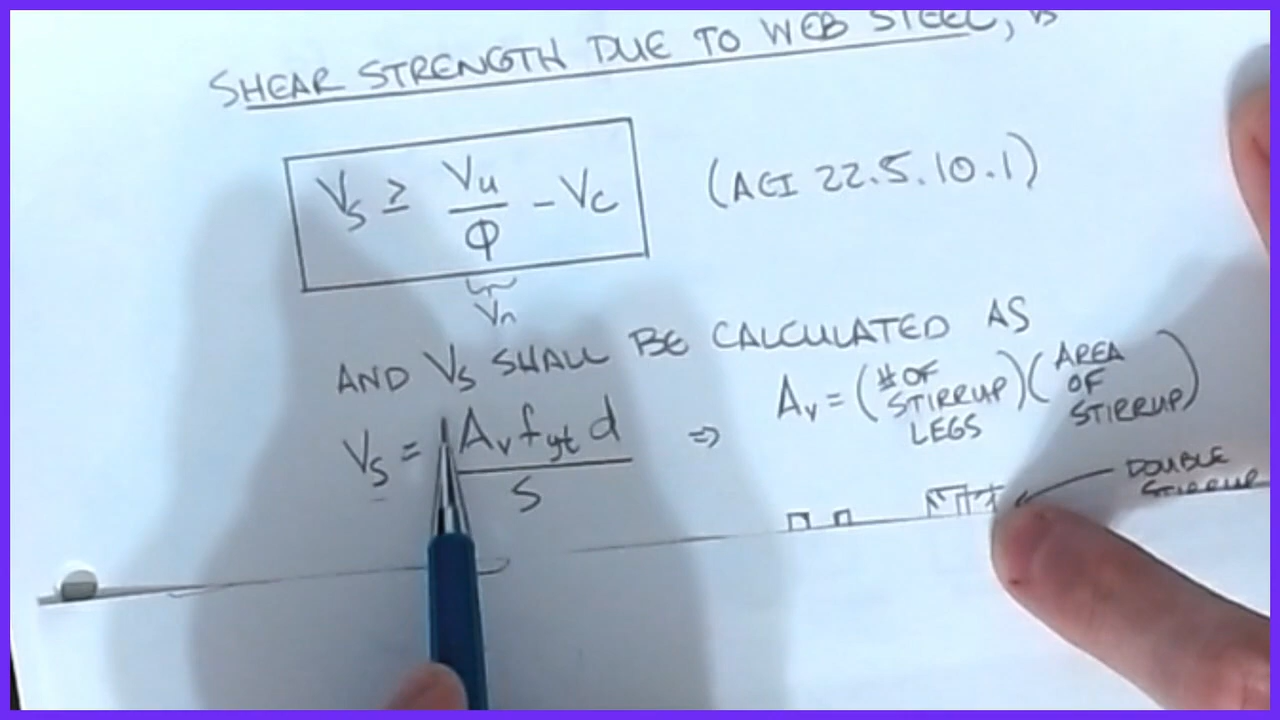 SHEAR STRENGTH DUE TO WEB STEEL,
Vs ≥ Vu/Φ - Vc (ACI 22.5.10.1)
Vn
AND Vs SHALL BE CALCULATED AS
Vs = Av fyt d / s ⇒ Av = (# OF STIRRUP LEGS)(AREA OF STIRRUP)
DOUBLE
STIRRUP